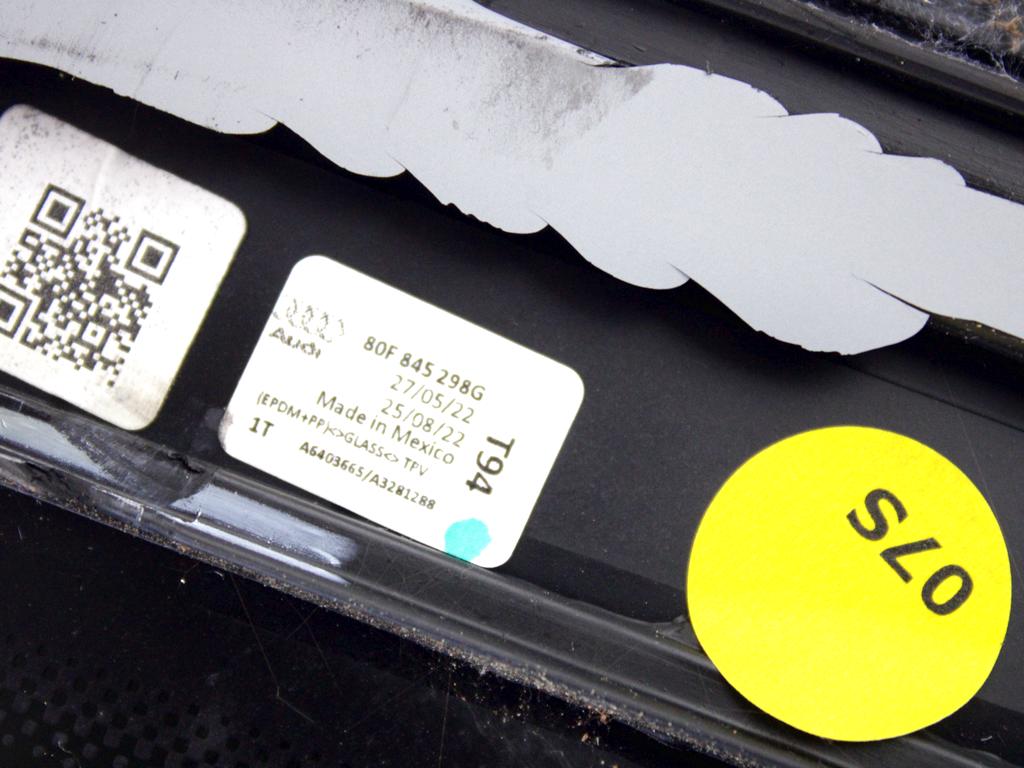 Audi
80F 845 298G
27/05/22
25/08/22
Made in Mexico
(EPDM+PP)<>GLASS<> TPV
1T A6403665/A3281288
T94
S70